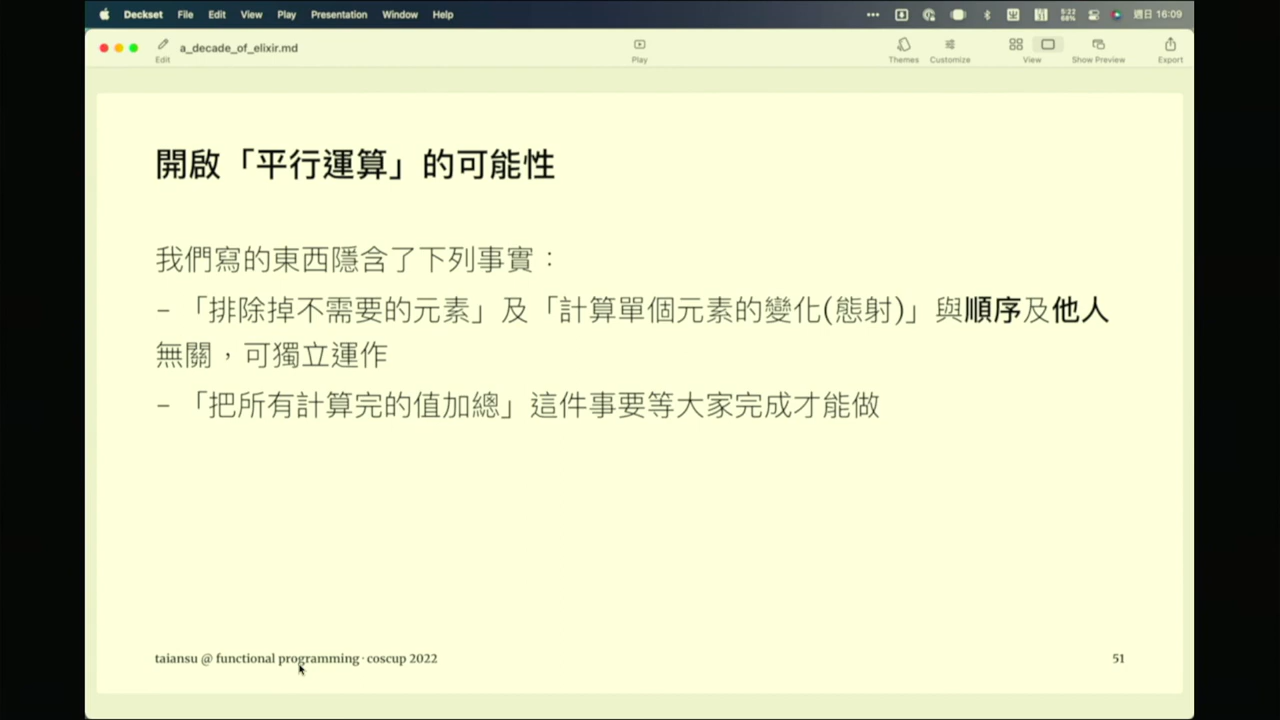 Deckset File Edit View Play Presentation Window Help 5:22 68% 週日 16:09
a_decade_of_elixir.md
Edit Play Themes Customize View Show Preview Export
開啟「平行運算」的可能性
我們寫的東西隱含了下列事實：
– 「排除掉不需要的元素」及「計算單個元素的變化(態射)」與順序及他人
無關，可獨立運作
– 「把所有計算完的值加總」這件事要等大家完成才能做
taiansu @ functional programming · coscup 2022 51